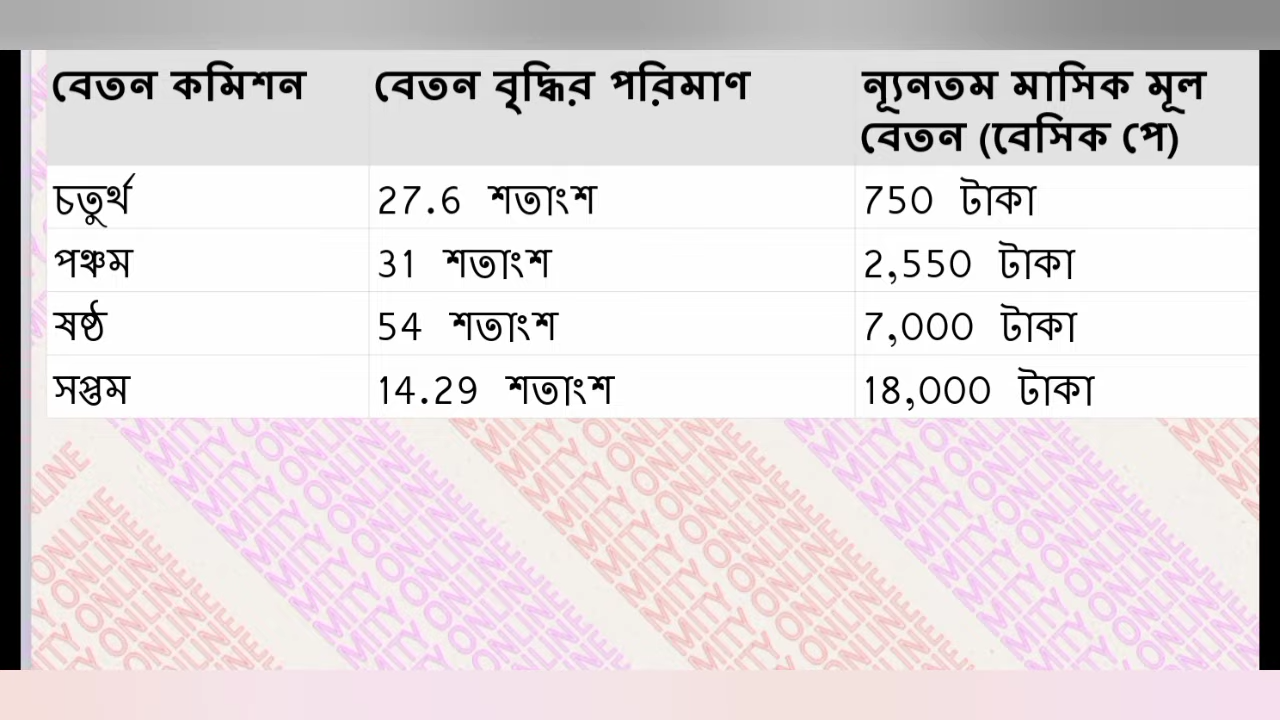 বেতন কমিশন বেতন বৃদ্ধির পরিমাণ ন্যূনতম মাসিক মূল
বেতন (বেসিক পে)
চতুর্থ 27.6 শতাংশ 750 টাকা
পঞ্চম 31 শতাংশ 2,550 টাকা
ষষ্ঠ 54 শতাংশ 7,000 টাকা
সপ্তম 14.29 শতাংশ 18,000 টাকা
MITY ONLINE